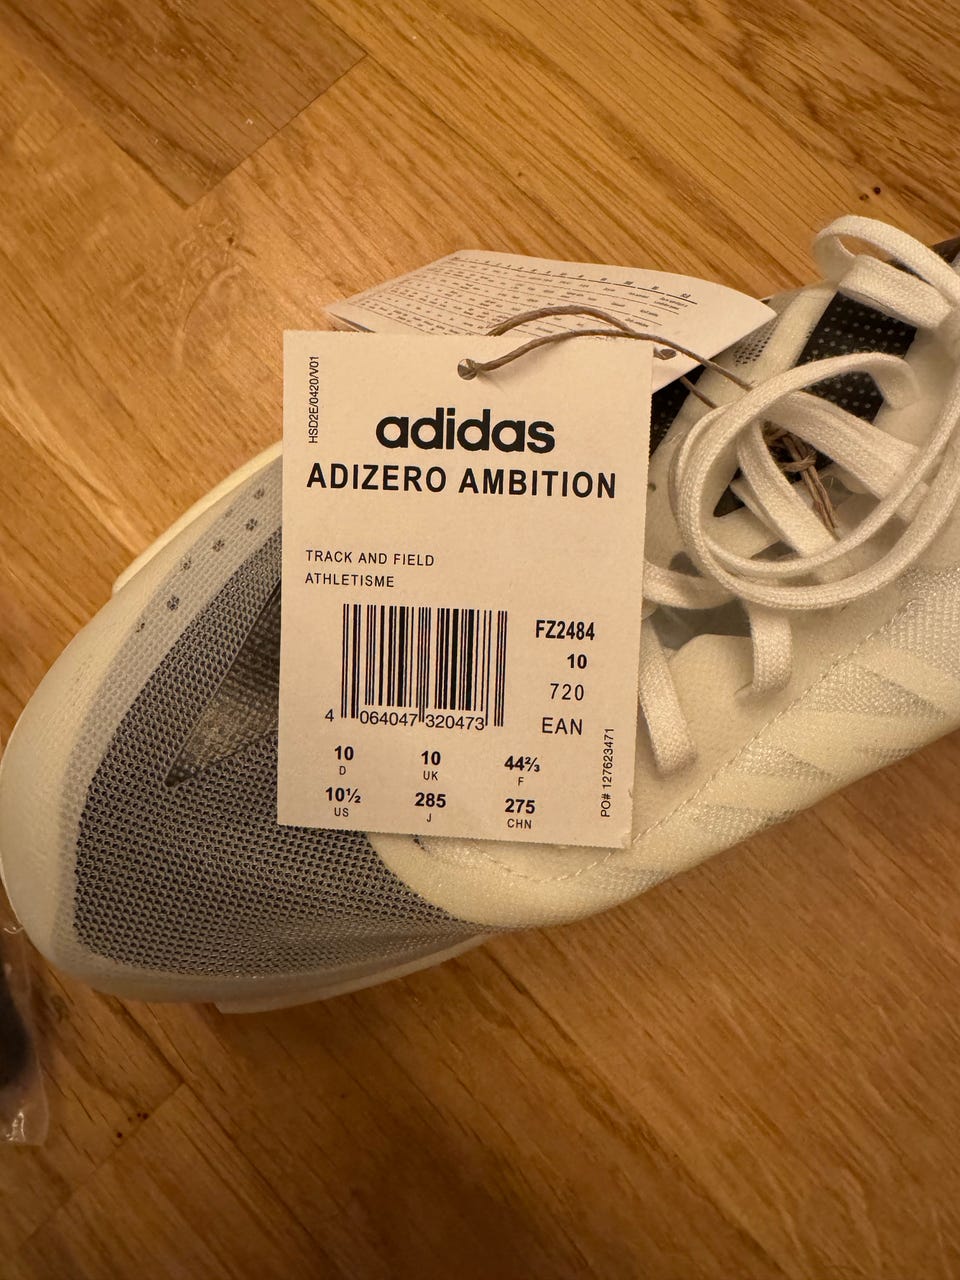 HSD2E/0420/V01
adidas
ADIZERO AMBITION
TRACK AND FIELD
ATHLETISME
FZ2484
10
720
EAN
4 064047 320473
10 10 44⅔
D UK F
10½ 285 275
US J CHN
PO# 127623471